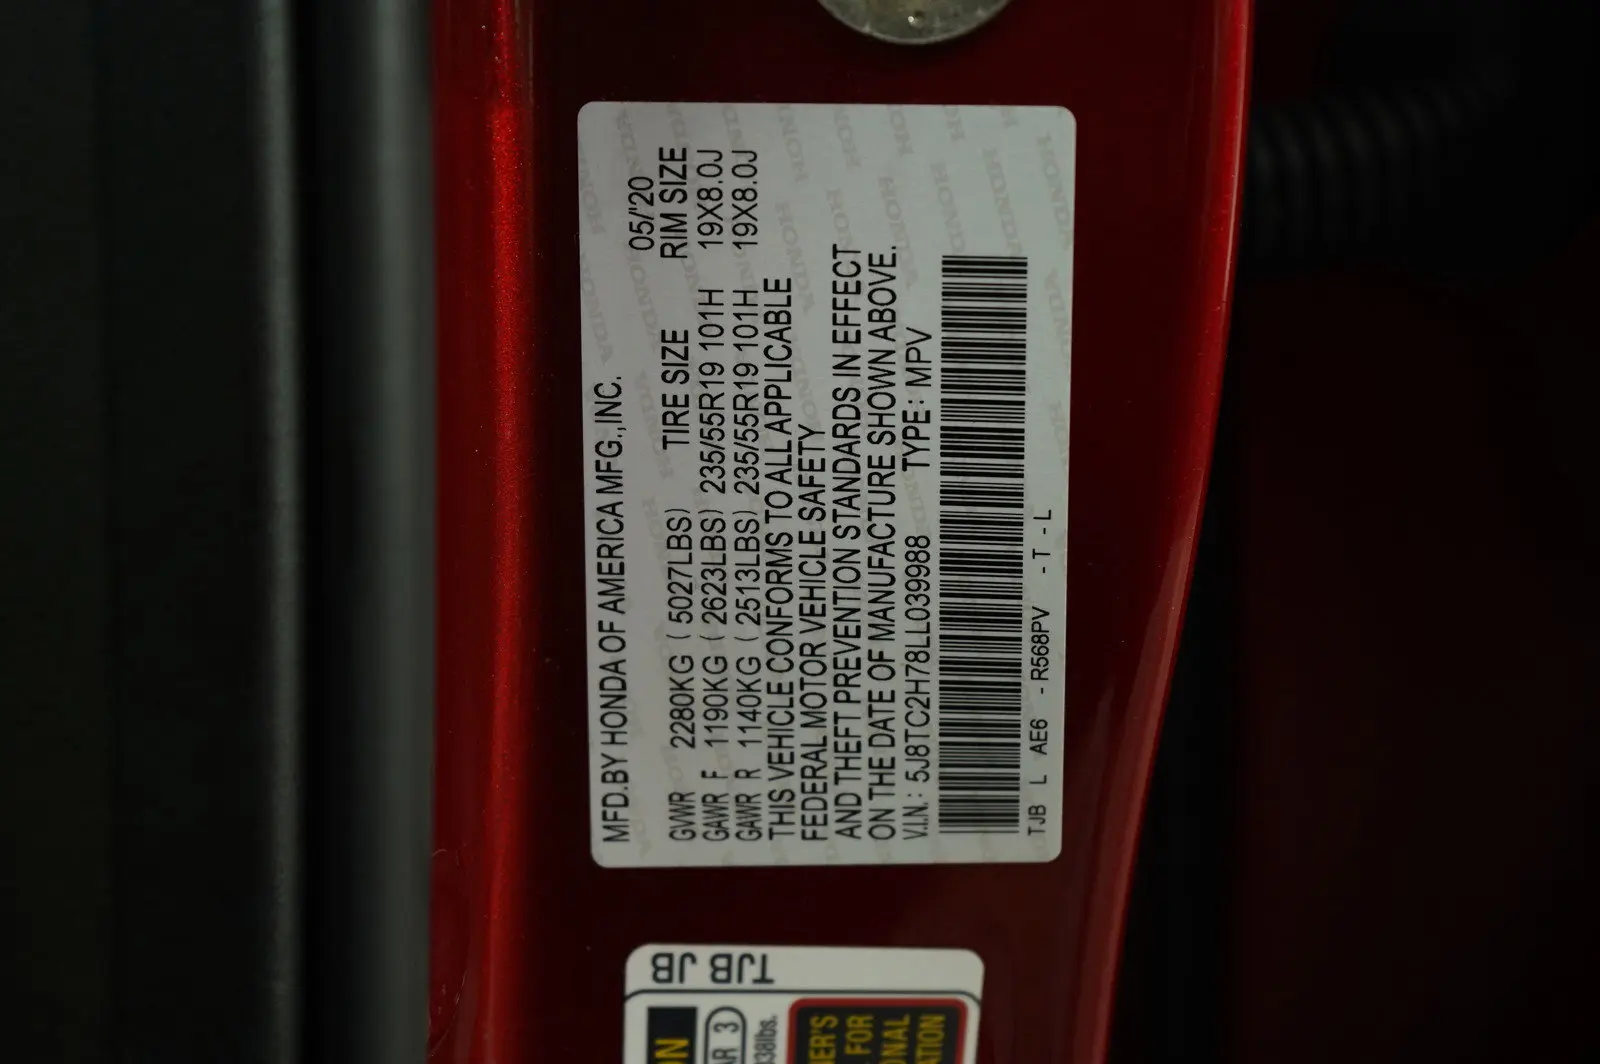 MFD.BY HONDA OF AMERICA MFG.,INC.
05/'20
TIRE SIZE RIM SIZE
GVWR 2280KG ( 5027LBS)
GAWR F 1190KG ( 2623LBS) 235/55R19 101H 19X8.0J
GAWR R 1140KG ( 2513LBS) 235/55R19 101H 19X8.0J
THIS VEHICLE CONFORMS TO ALL APPLICABLE
FEDERAL MOTOR VEHICLE SAFETY
AND THEFT PREVENTION STANDARDS IN EFFECT
ON THE DATE OF MANUFACTURE SHOWN ABOVE.
V.I.N.: 5J8TC2H78LL039988 TYPE: MPV
TJB L AE6 - R568PV - T - L
TJB JB